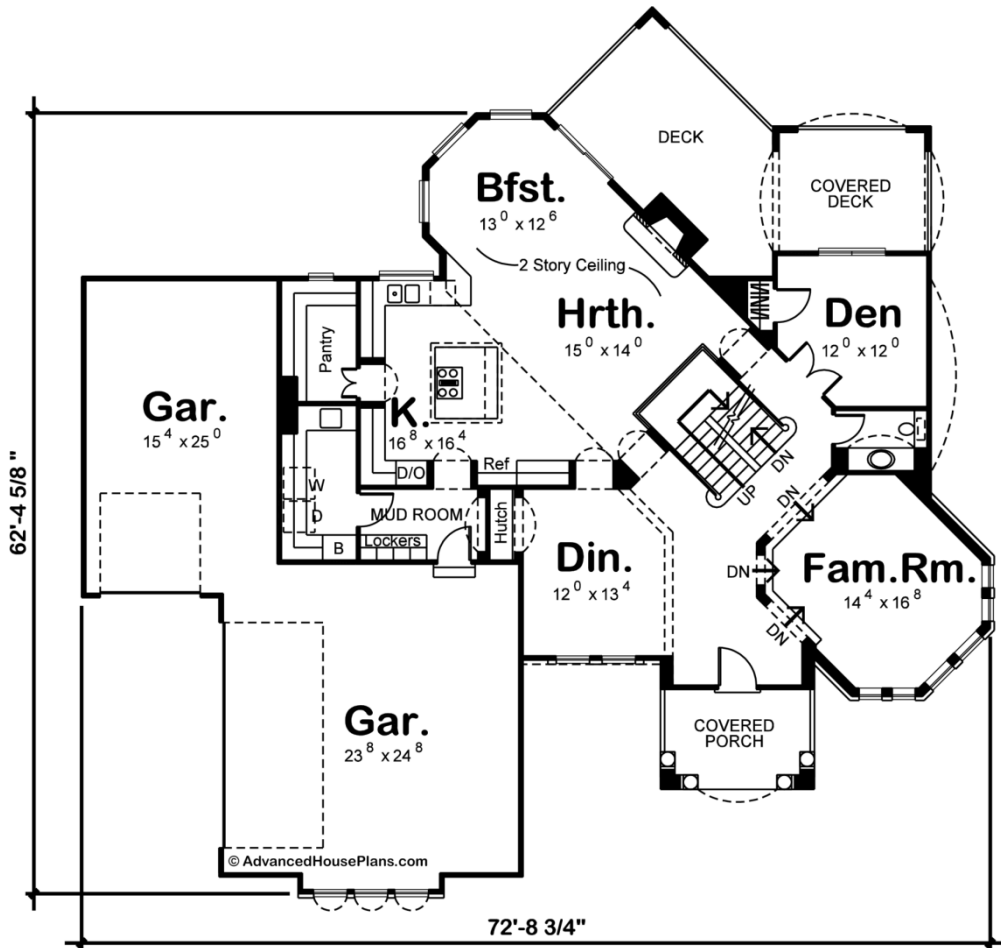 DECK
COVERED
DECK
Bfst.
13⁰ x 12⁶
2 Story Ceiling
Hrth.
15⁰ x 14⁰
Den
12⁰ x 12⁰
Pantry
Gar.
15⁴ x 25⁰
K.
16⁸ x 16⁴
D/O
Ref
W
D
B
MUD ROOM
Lockers
Hutch
DN
UP
DN
DN
DN
Din.
12⁰ x 13⁴
Fam.Rm.
14⁴ x 16⁸
Gar.
23⁸ x 24⁸
COVERED
PORCH
© AdvancedHousePlans.com
62'-4 5/8 "
72'-8 3/4"